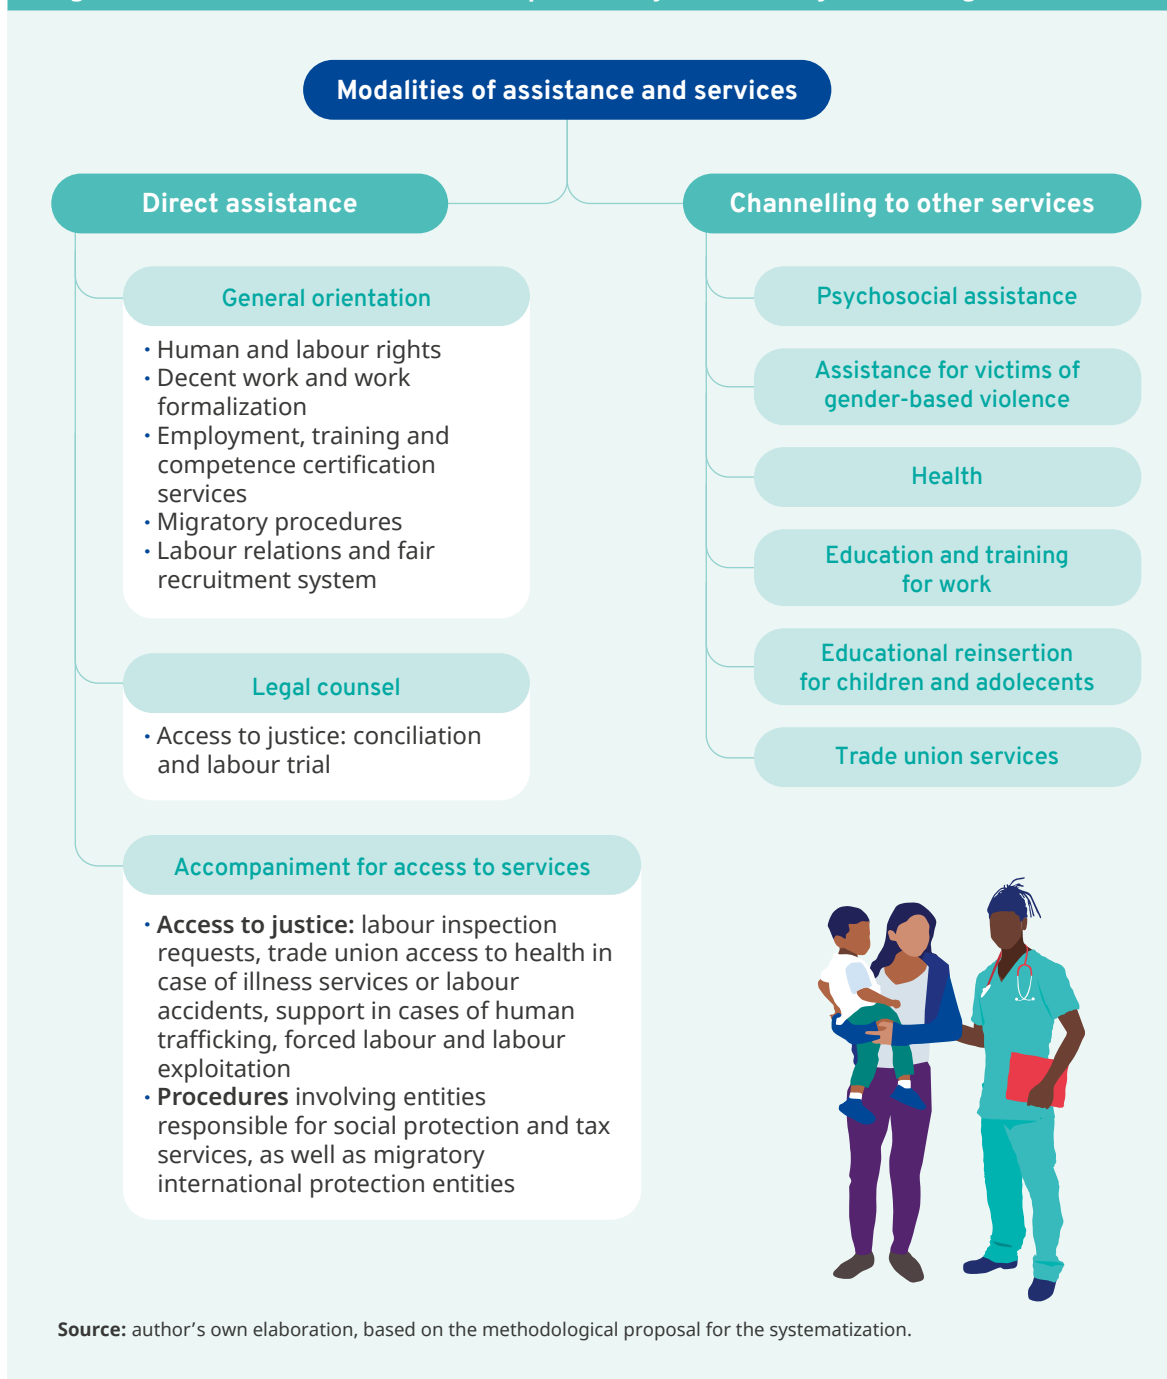 Modalities of assistance and services
Direct assistance
General orientation
· Human and labour rights
· Decent work and work
formalization
· Employment, training and
competence certification
services
· Migratory procedures
· Labour relations and fair
recruitment system
Legal counsel
· Access to justice: conciliation
and labour trial
Accompaniment for access to services
· Access to justice: labour inspection
requests, trade union access to health in
case of illness services or labour
accidents, support in cases of human
trafficking, forced labour and labour
exploitation
· Procedures involving entities
responsible for social protection and tax
services, as well as migratory
international protection entities
Channelling to other services
Psychosocial assistance
Assistance for victims of
gender-based violence
Health
Education and training
for work
Educational reinsertion
for children and adolecents
Trade union services
Source: author's own elaboration, based on the methodological proposal for the systematization.